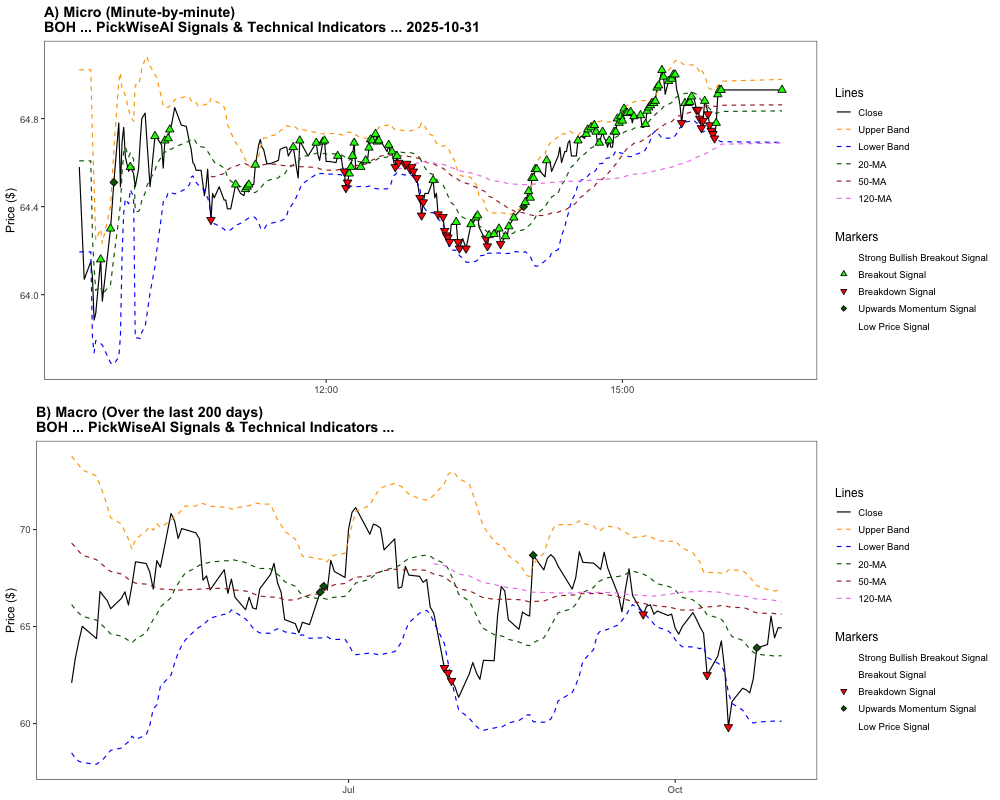 A) Micro (Minute-by-minute)
BOH ... PickWiseAI Signals & Technical Indicators ... 2025-10-31
Price ($)
64.8
64.4
64.0
12:00
15:00
Lines
Close
Upper Band
Lower Band
20-MA
50-MA
120-MA
Markers
Strong Bullish Breakout Signal
Breakout Signal
Breakdown Signal
Upwards Momentum Signal
Low Price Signal
B) Macro (Over the last 200 days)
BOH ... PickWiseAI Signals & Technical Indicators ...
Price ($)
70
65
60
Jul
Oct
Lines
Close
Upper Band
Lower Band
20-MA
50-MA
120-MA
Markers
Strong Bullish Breakout Signal
Breakout Signal
Breakdown Signal
Upwards Momentum Signal
Low Price Signal